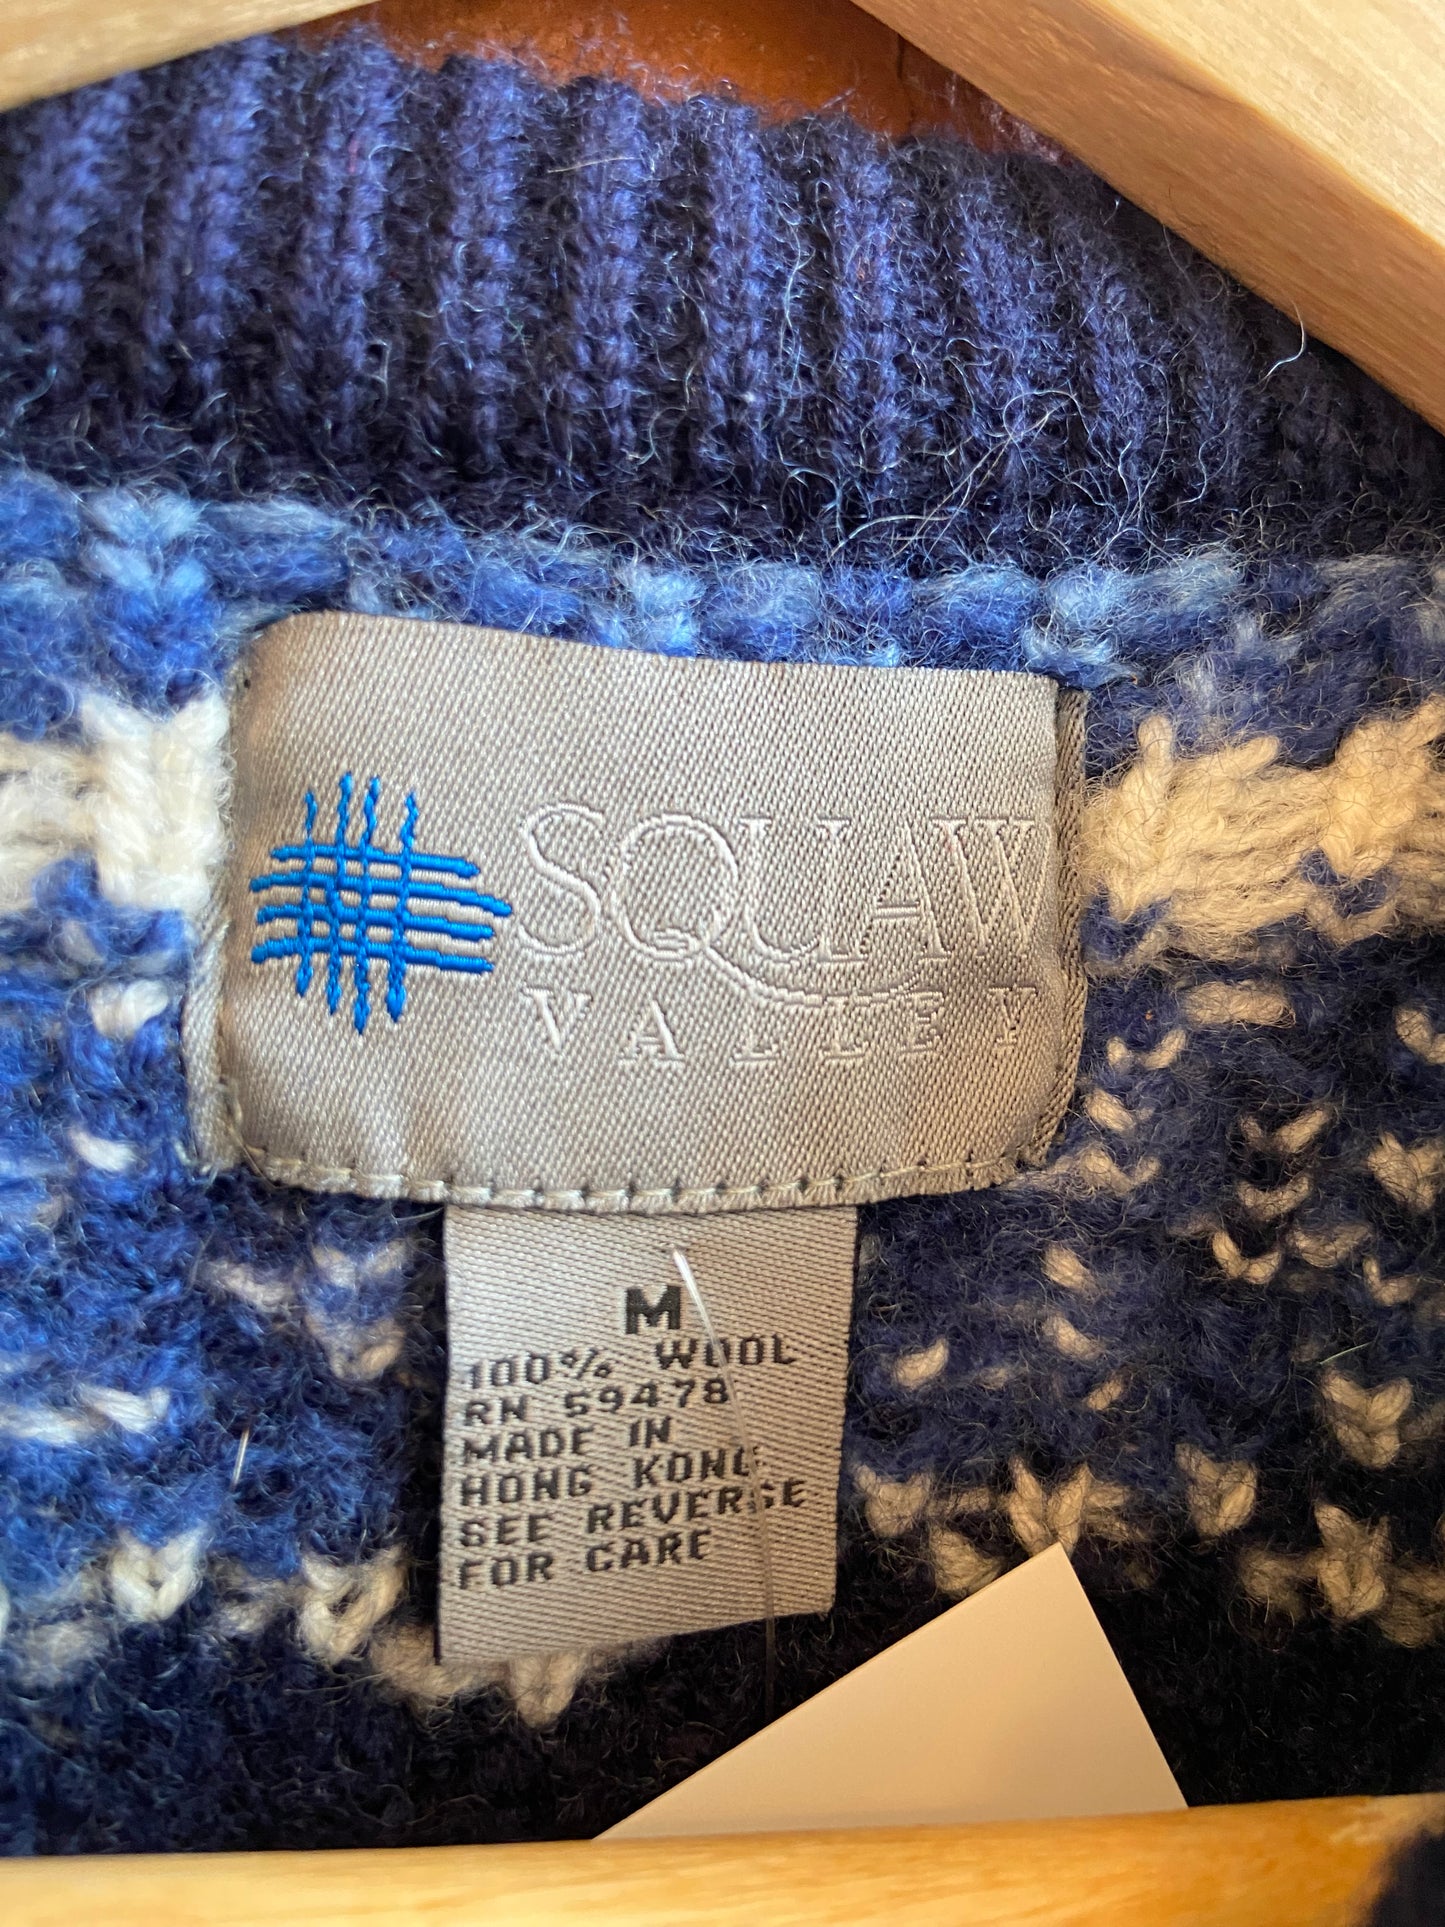 SQUAW
VALLEY
M
100% WOOL
RN 59478
MADE IN
HONG KONG
SEE REVERSE
FOR CARE